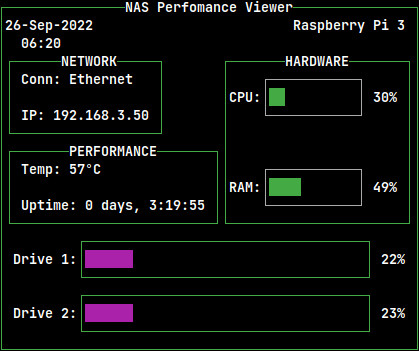 NAS Perfomance Viewer
26-Sep-2022 Raspberry Pi 3
06:20
NETWORK
Conn: Ethernet
IP: 192.168.3.50
HARDWARE
CPU: 30%
RAM: 49%
PERFORMANCE
Temp: 57°C
Uptime: 0 days, 3:19:55
Drive 1: 22%
Drive 2: 23%